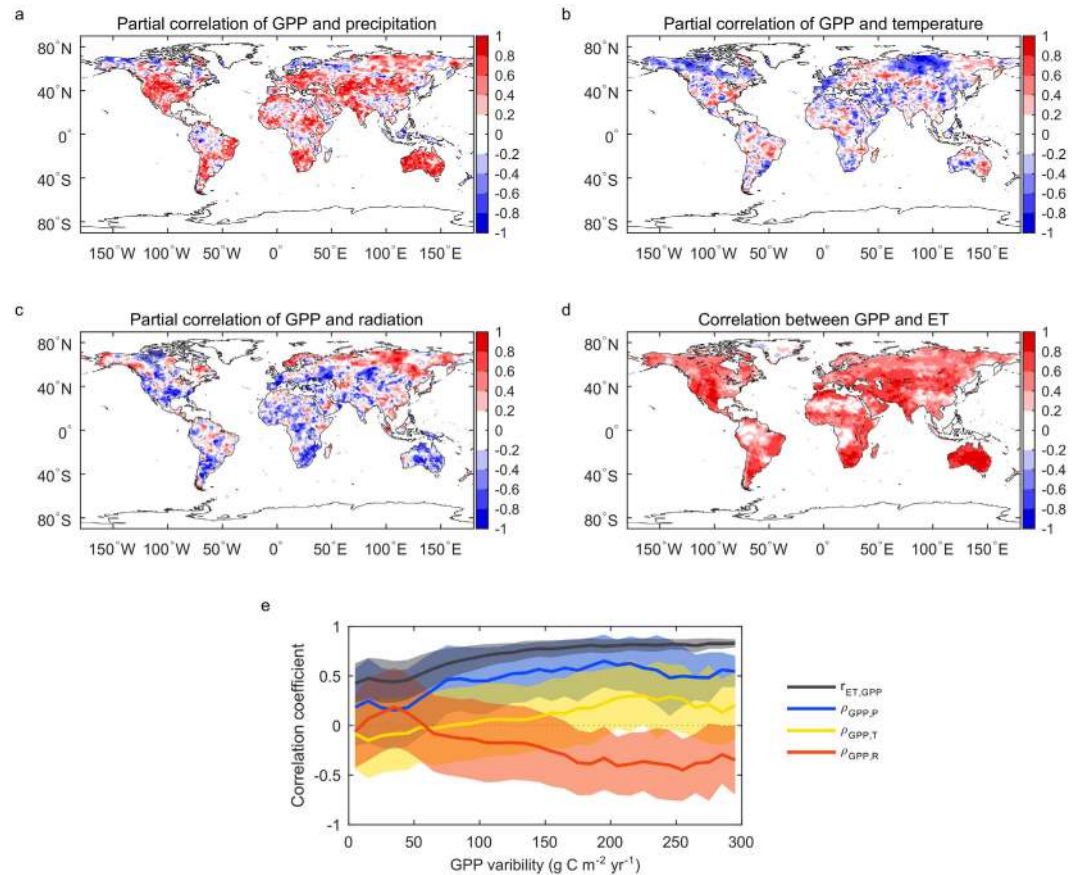 a
Partial correlation of GPP and precipitation
80°N
40°N
0°
40°S
80°S
150°W 100°W 50°W 0° 50°E 100°E 150°E
1
0.8
0.6
0.4
0.2
0
-0.2
-0.4
-0.6
-0.8
-1
b
Partial correlation of GPP and temperature
80°N
40°N
0°
40°S
80°S
150°W 100°W 50°W 0° 50°E 100°E 150°E
1
0.8
0.6
0.4
0.2
0
-0.2
-0.4
-0.6
-0.8
-1
c
Partial correlation of GPP and radiation
80°N
40°N
0°
40°S
80°S
150°W 100°W 50°W 0° 50°E 100°E 150°E
1
0.8
0.6
0.4
0.2
0
-0.2
-0.4
-0.6
-0.8
-1
d
Correlation between GPP and ET
80°N
40°N
0°
40°S
80°S
150°W 100°W 50°W 0° 50°E 100°E 150°E
1
0.8
0.6
0.4
0.2
0
-0.2
-0.4
-0.6
-0.8
-1
e
Correlation coefficient
1
0.5
0
-0.5
-1
0 50 100 150 200 250 300
GPP varibility (g C m⁻² yr⁻¹)
r ET,GPP
ρ GPP,P
ρ GPP,T
ρ GPP,R